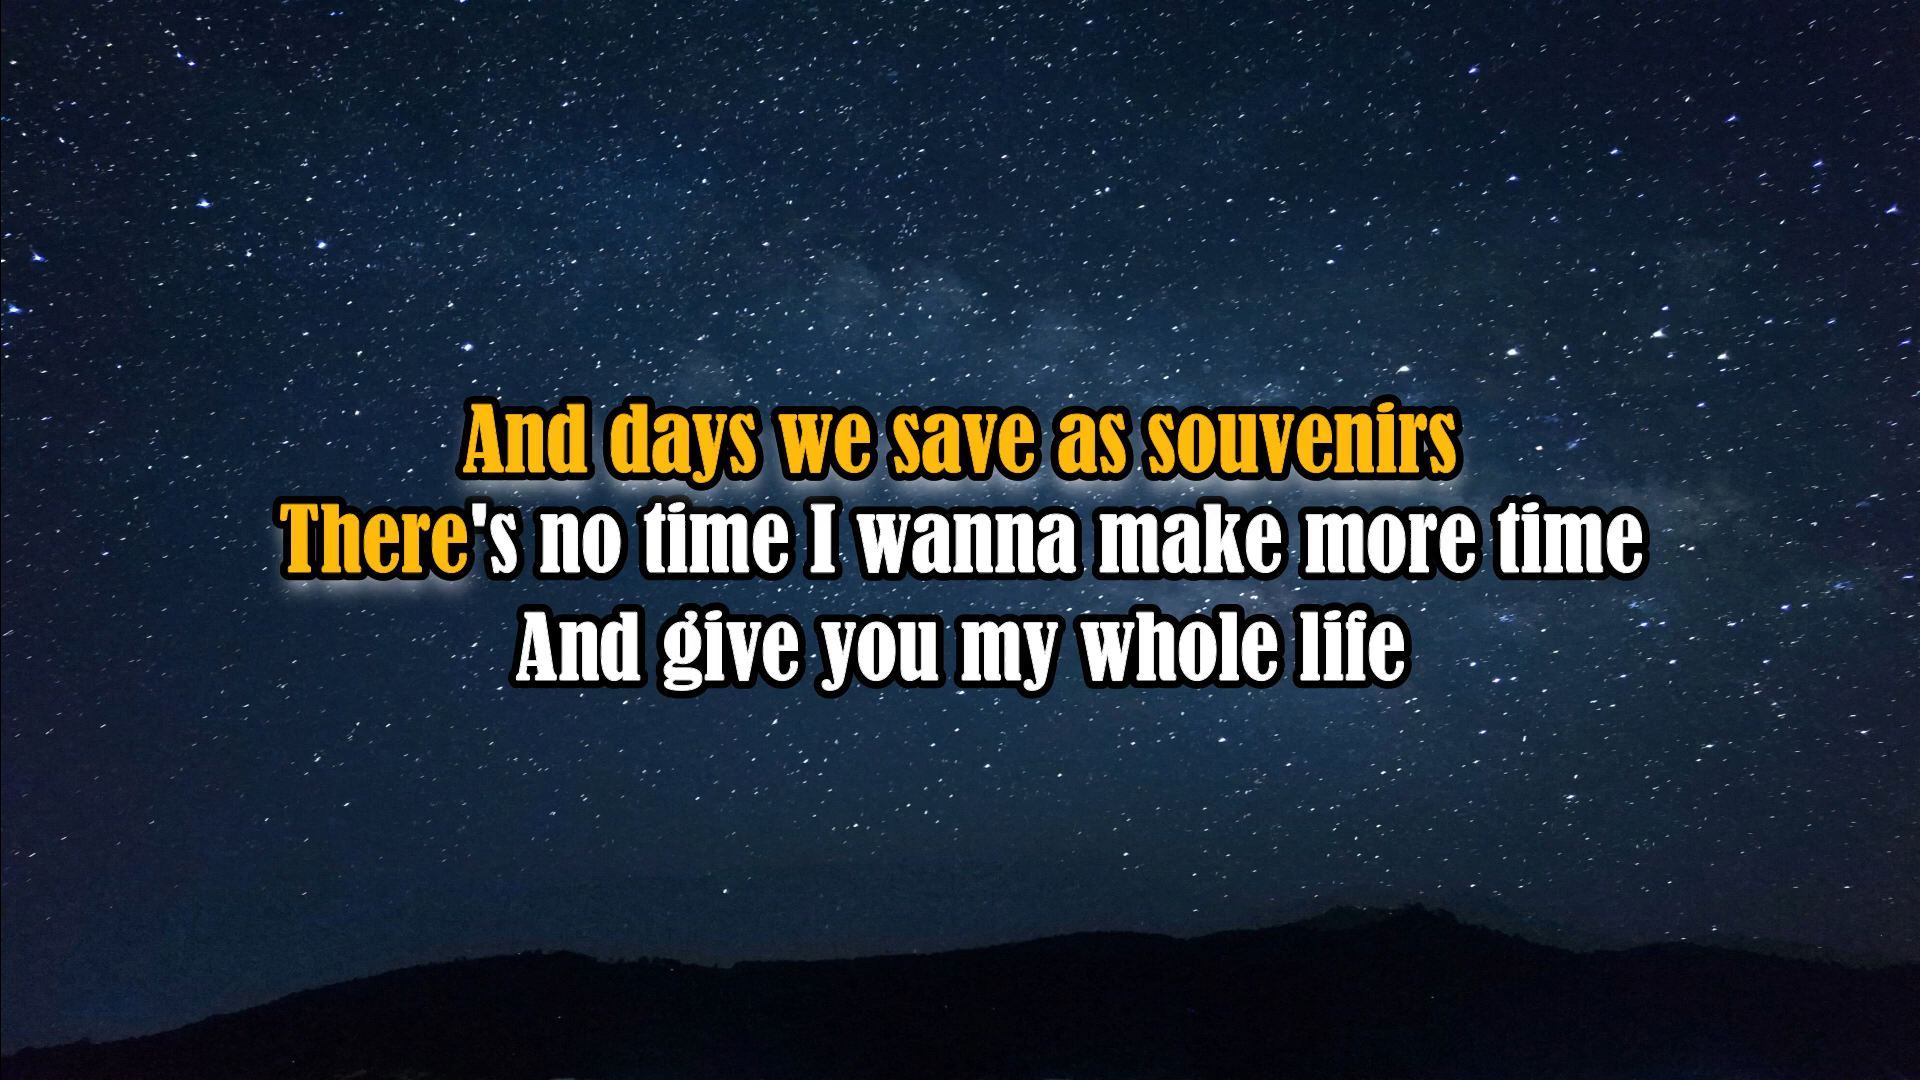 And days we save as souvenirs
There's no time I wanna make more time
And give you my whole life